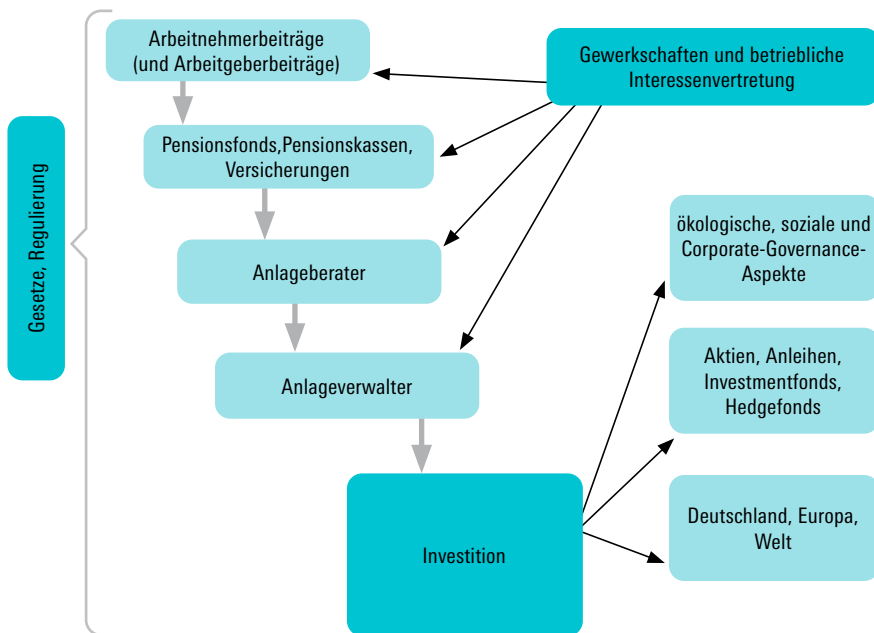 Arbeitnehmerbeiträge
(und Arbeitgeberbeiträge)
Gewerkschaften und betriebliche
Interessenvertretung
Gesetze, Regulierung
Pensionsfonds,Pensionskassen,
Versicherungen
Anlageberater
Anlageverwalter
Investition
ökologische, soziale und
Corporate-Governance-
Aspekte
Aktien, Anleihen,
Investmentfonds,
Hedgefonds
Deutschland, Europa,
Welt